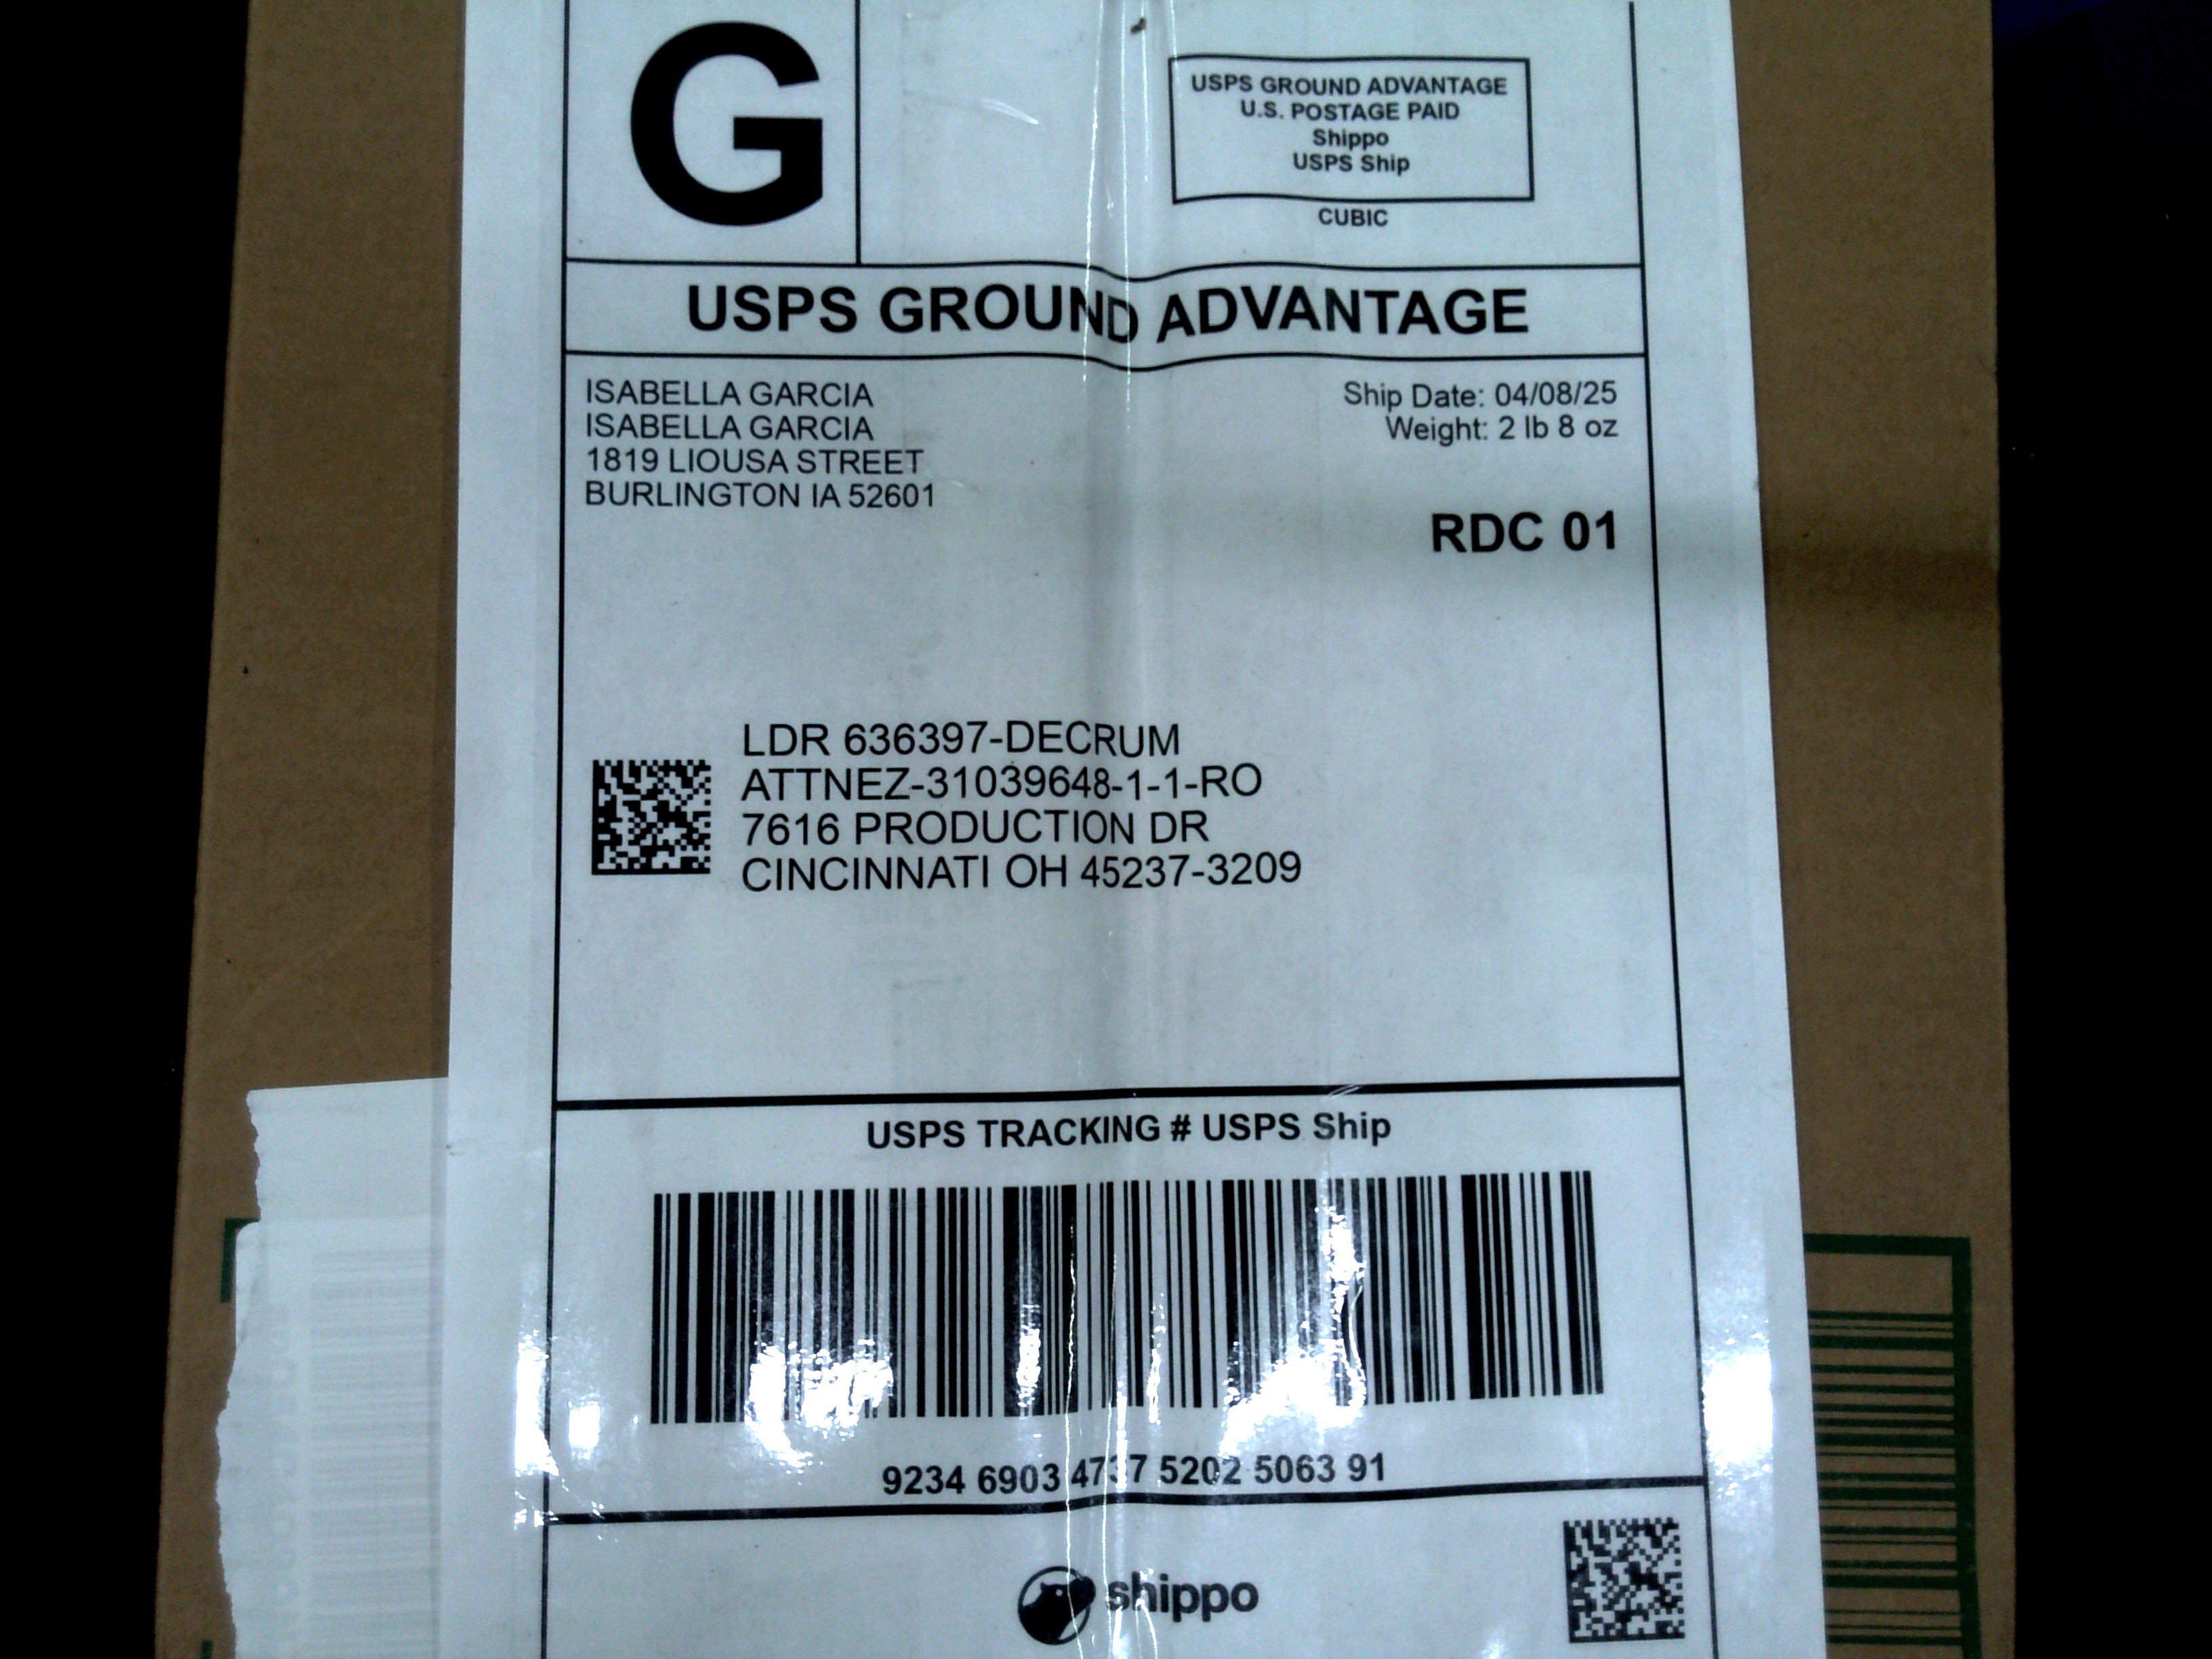 G
USPS GROUND ADVANTAGE
U.S. POSTAGE PAID
Shippo
USPS Ship
CUBIC
USPS GROUND ADVANTAGE
ISABELLA GARCIA
ISABELLA GARCIA
1819 LIOUSA STREET
BURLINGTON IA 52601
Ship Date: 04/08/25
Weight: 2 lb 8 oz
RDC 01
LDR 636397-DECRUM
ATTNEZ-31039648-1-1-RO
7616 PRODUCTION DR
CINCINNATI OH 45237-3209
USPS TRACKING # USPS Ship
9234 6903 4737 5202 5063 91
shippo